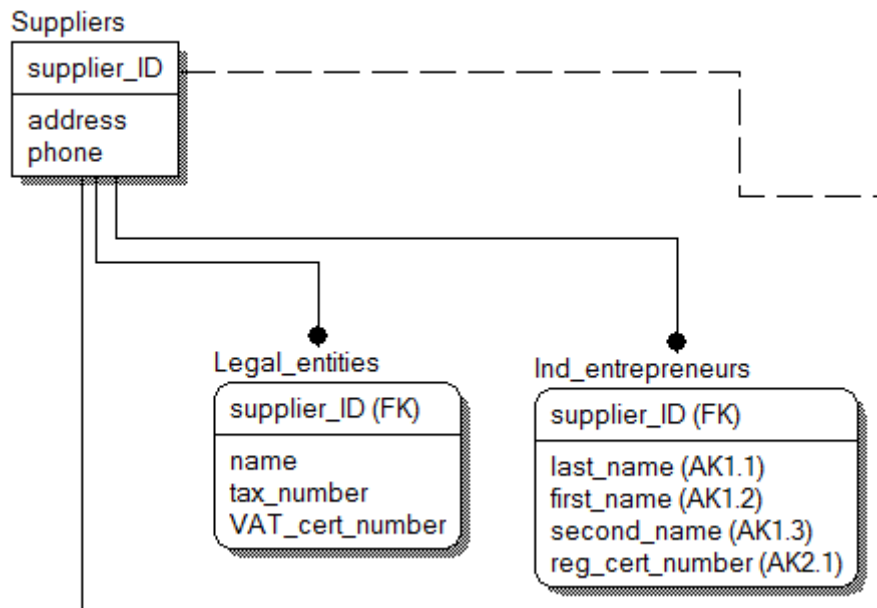 Suppliers
supplier_ID
address
phone
Legal_entities
supplier_ID (FK)
name
tax_number
VAT_cert_number
Ind_entrepreneurs
supplier_ID (FK)
last_name (AK1.1)
first_name (AK1.2)
second_name (AK1.3)
reg_cert_number (AK2.1)